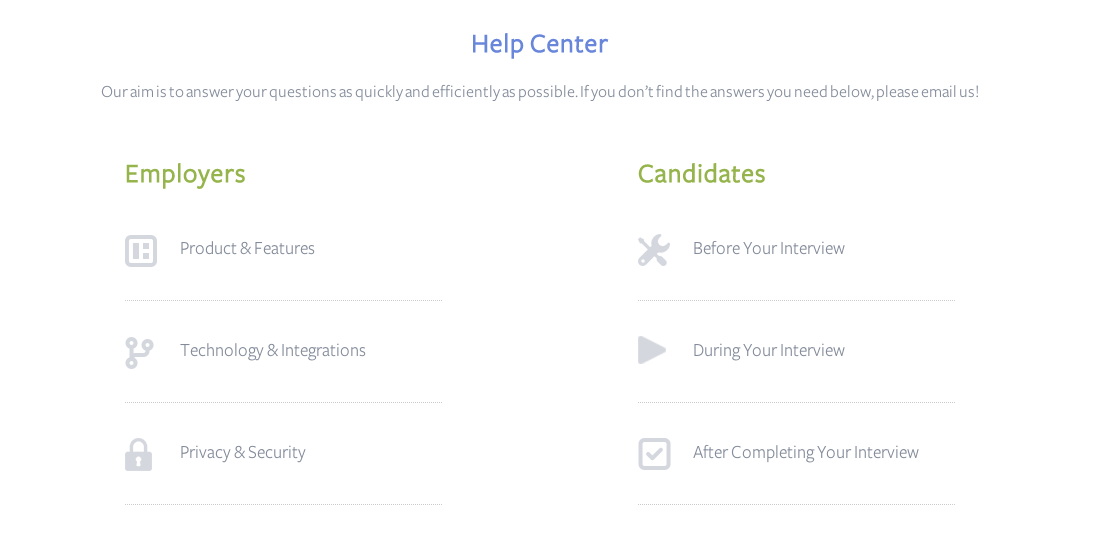 Help Center
Our aim is to answer your questions as quickly and efficiently as possible. If you don’t find the answers you need below, please email us!
Employers
Product & Features
Technology & Integrations
Privacy & Security
Candidates
Before Your Interview
During Your Interview
After Completing Your Interview